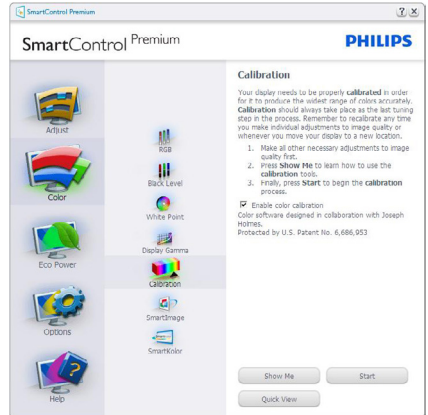 SmartControl Premium
SmartControl Premium
PHILIPS
Adjust
Color
Eco Power
Options
Help
RGB
Black Level
White Point
Display Gamma
Calibration
SmartImage
SmartKolor
Calibration
Your display needs to be properly calibrated in order
for it to produce the widest range of colors accurately.
Calibration should always take place as the last tuning
step in the process. Remember to recalibrate any time
you make individual adjustments to image quality or
whenever you move your display to a new location.
1. Make all other necessary adjustments to image
quality first.
2. Press Show Me to learn how to use the
calibration tools.
3. Finally, press Start to begin the calibration
process.
Enable color calibration
Color software designed in collaboration with Joseph
Holmes.
Protected by U.S. Patent No. 6,686,953
Show Me
Start
Quick View